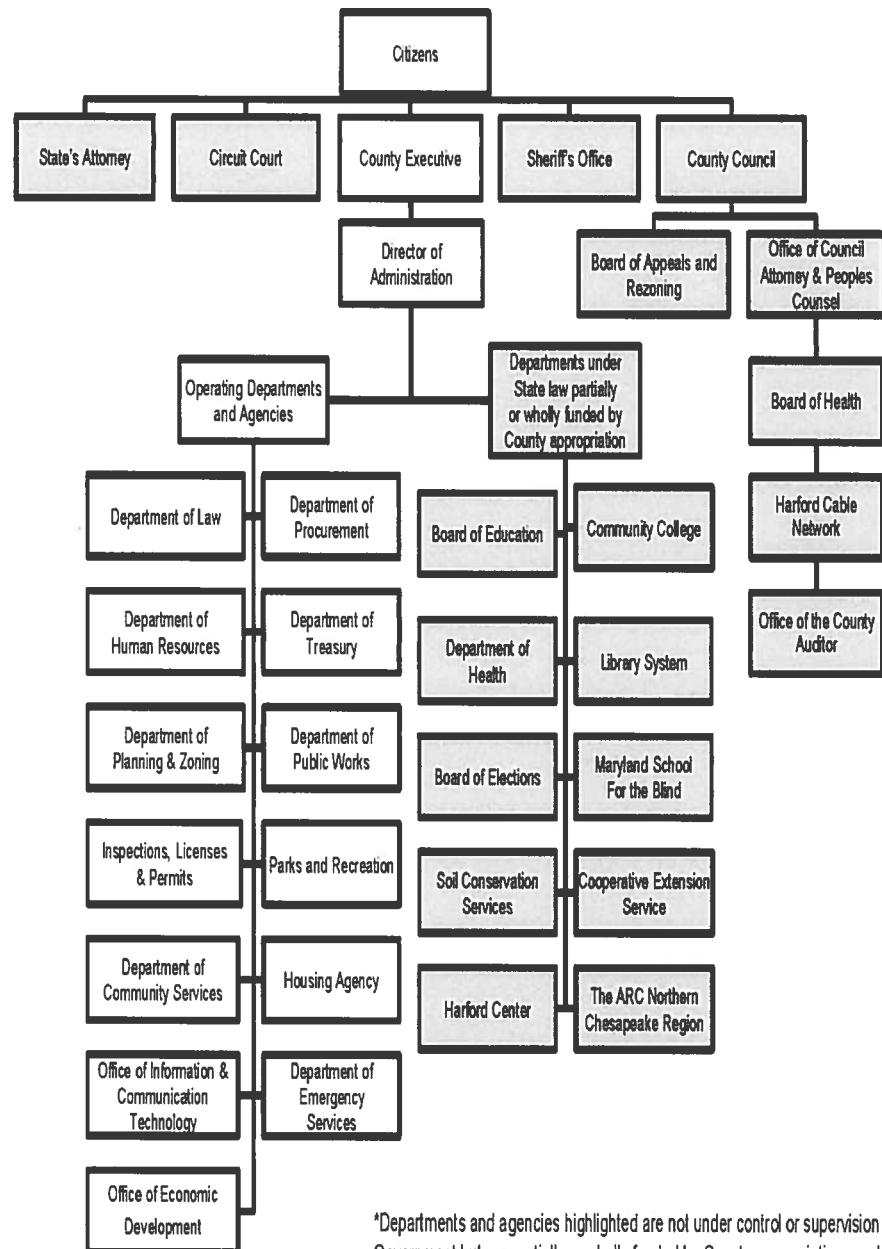 Citizens
State's Attorney
Circuit Court
County Executive
Sheriff's Office
County Council
Director of
Administration
Board of Appeals and
Rezoning
Office of Council
Attorney & Peoples
Counsel
Operating Departments
and Agencies
Departments under
State law partially
or wholly funded by
County appropriation
Board of Health
Harford Cable
Network
Office of the County
Auditor
Department of Law
Department of
Procurement
Department of
Human Resources
Department of
Treasury
Department of
Planning & Zoning
Department of
Public Works
Inspections, Licenses
& Permits
Parks and Recreation
Department of
Community Services
Housing Agency
Office of Information &
Communication
Technology
Department of
Emergency
Services
Office of Economic
Development
Board of Education
Community College
Department of
Health
Library System
Board of Elections
Maryland School
For the Blind
Soil Conservation
Services
Cooperative Extension
Service
Harford Center
The ARC Northern
Chesapeake Region
*Departments and agencies highlighted are not under control or supervision